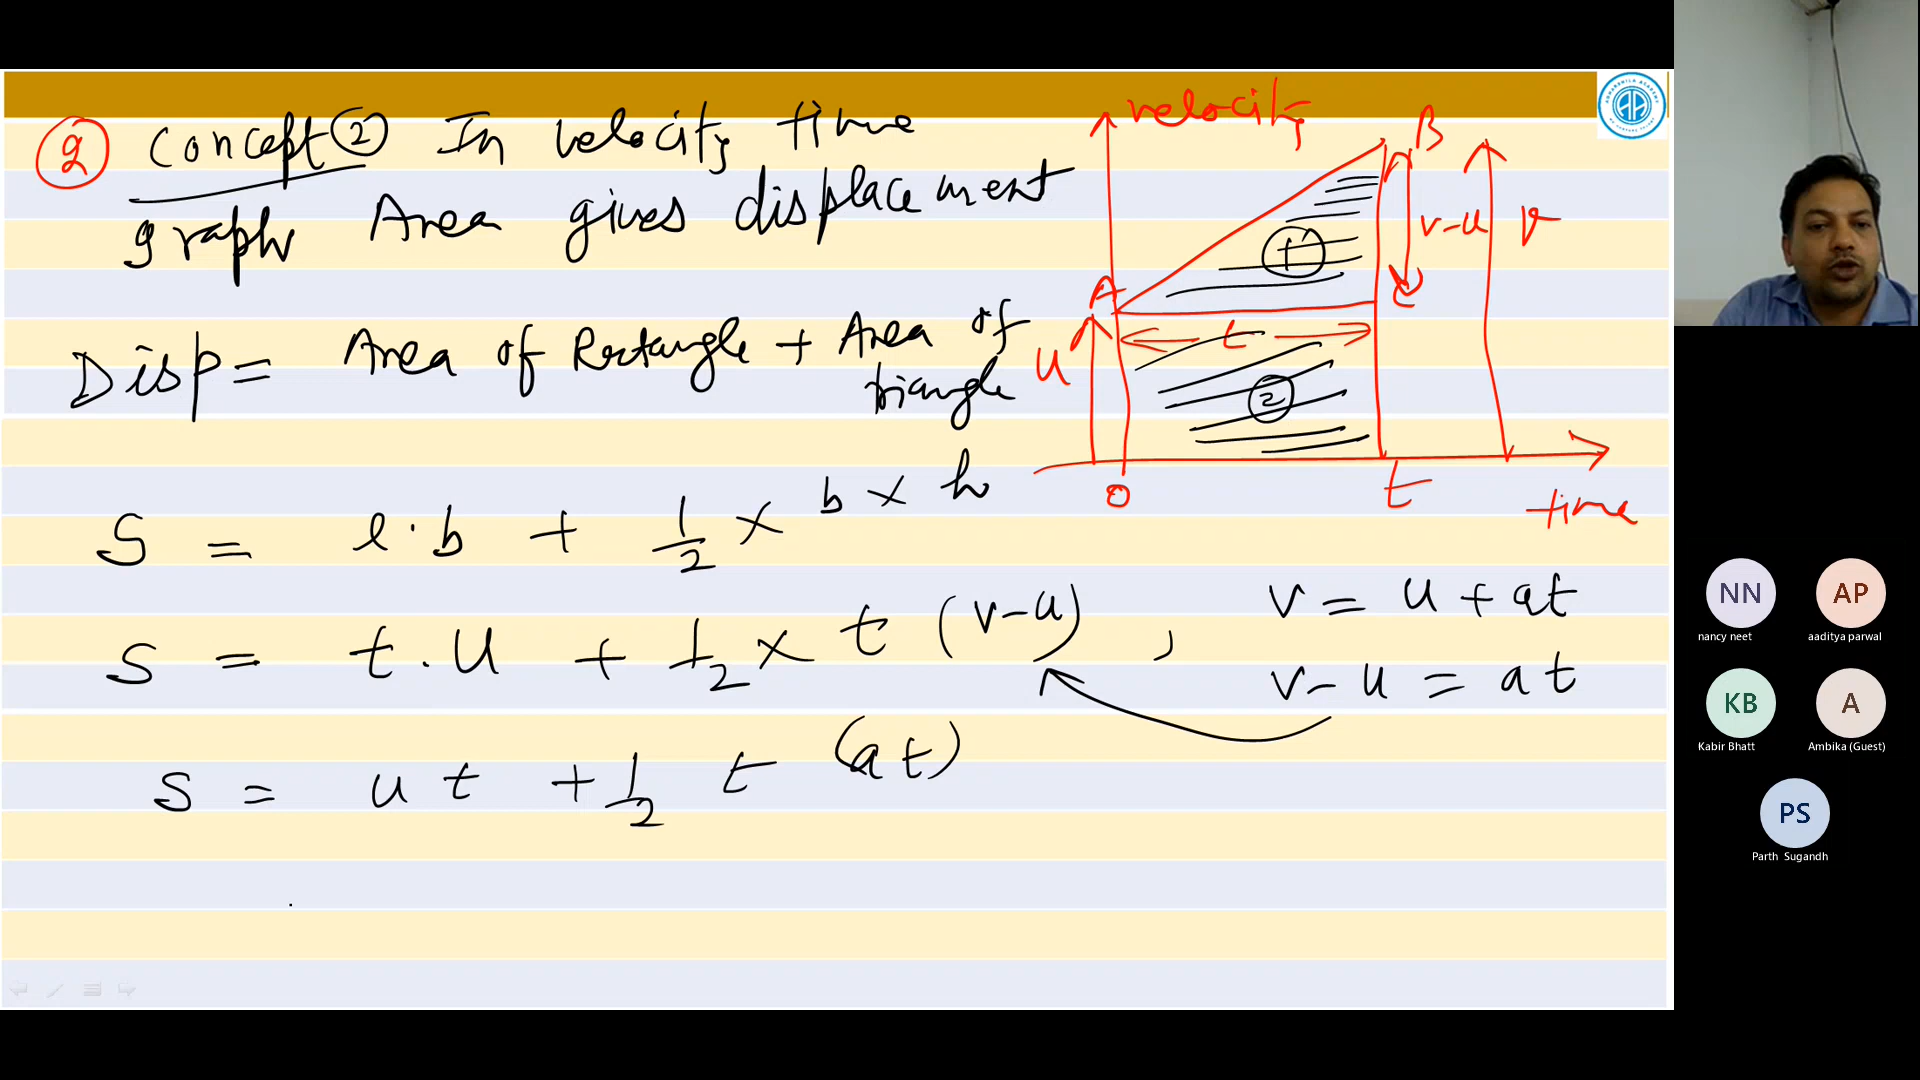 2 Concept 2 In velocity time
graph Area gives displacement
Disp = Area of Rectangle + Area of
triangle
S = l . b + 1/2 × b × h
S = t . u + 1/2 × t (v-u) , v = u + at
v - u = at
S = ut + 1/2 t (at)
velocity
B
v-u
v
A
1
C
t
u
2
O
t
time
NN
nancy neet
AP
aaditya parwal
KB
Kabir Bhatt
A
Ambika (Guest)
PS
Parth Sugandh